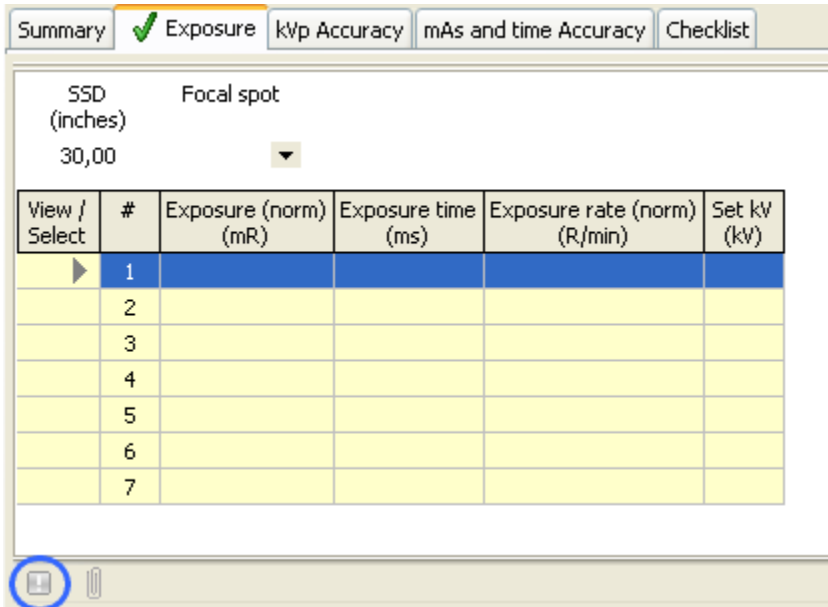 Summary Exposure kVp Accuracy mAs and time Accuracy Checklist
SSD Focal spot
(inches)
30,00
View / # Exposure (norm) Exposure time Exposure rate (norm) Set kV
Select (mR) (ms) (R/min) (kV)
1
2
3
4
5
6
7